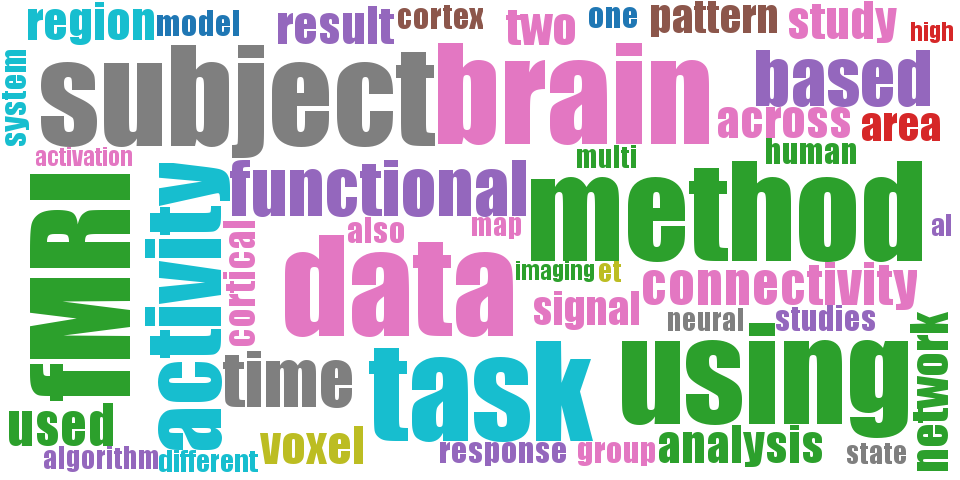 region
model
result
cortex
two
one
pattern
study
high
system
subject
brain
based
across
area
activation
multi
human
fMRI
activity
functional
method
also
map
al
cortical
data
imaging
et
connectivity
signal
neural
studies
network
time
task
using
used
voxel
algorithm
different
response
group
analysis
state